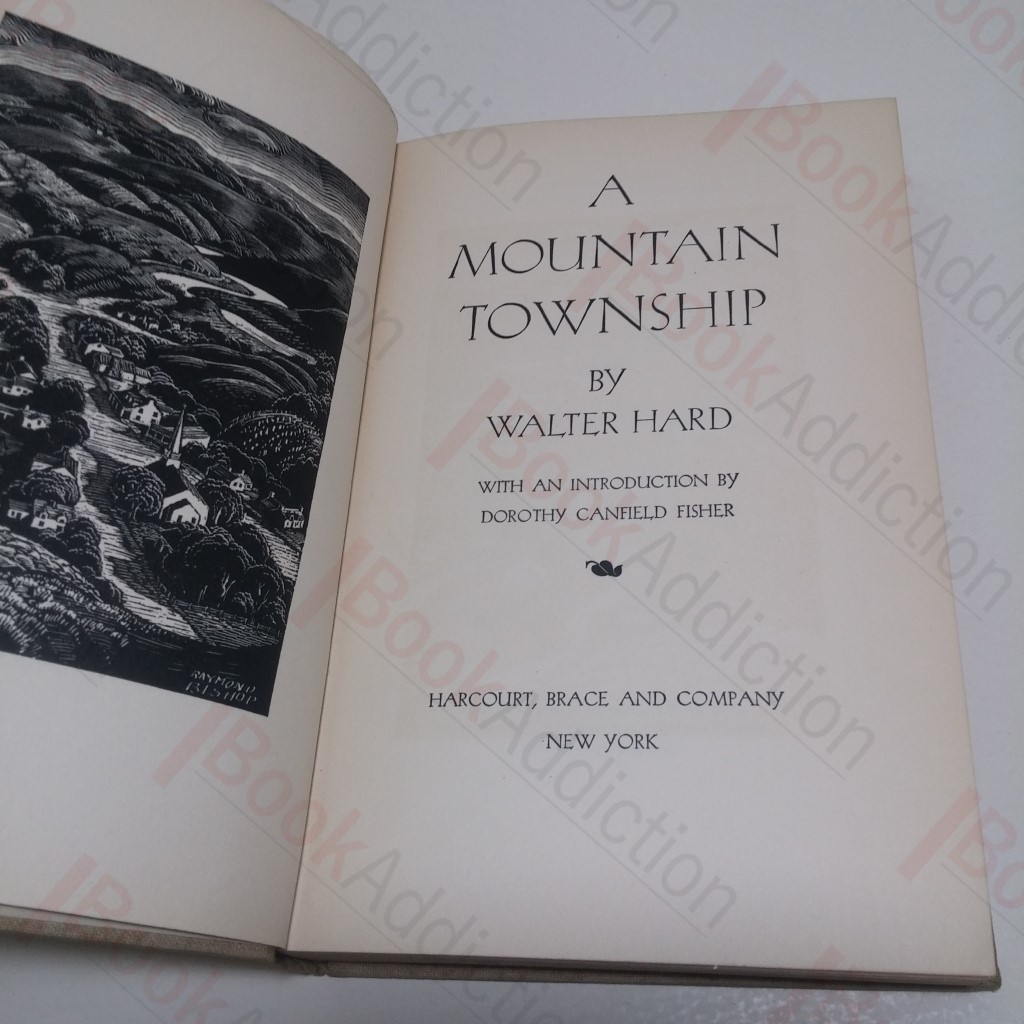 RAYMOND
BISHOP
A
MOUNTAIN
TOWNSHIP
BY
WALTER HARD
WITH AN INTRODUCTION BY
DOROTHY CANFIELD FISHER
HARCOURT, BRACE AND COMPANY
NEW YORK
BookAddiction